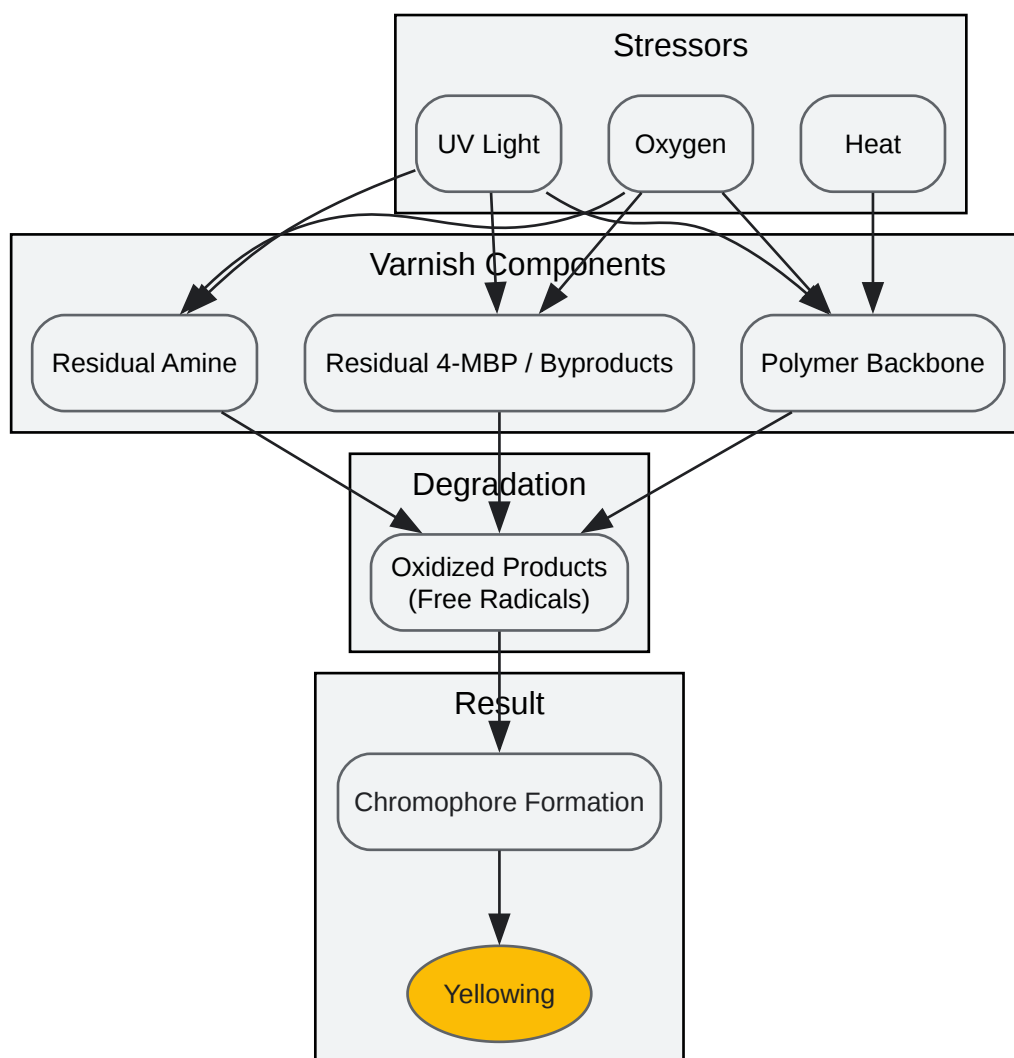 Stressors
UV Light
Oxygen
Heat
Varnish Components
Residual Amine
Residual 4-MBP / Byproducts
Polymer Backbone
Degradation
Oxidized Products
(Free Radicals)
Result
Chromophore Formation
Yellowing